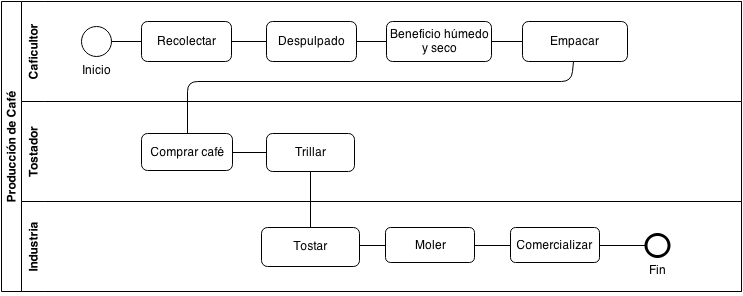 Producción de Café
Caficultor
Inicio
Recolectar
Despulpado
Beneficio húmedo
y seco
Empacar
Tostador
Comprar café
Trillar
Industria
Tostar
Moler
Comercializar
Fin